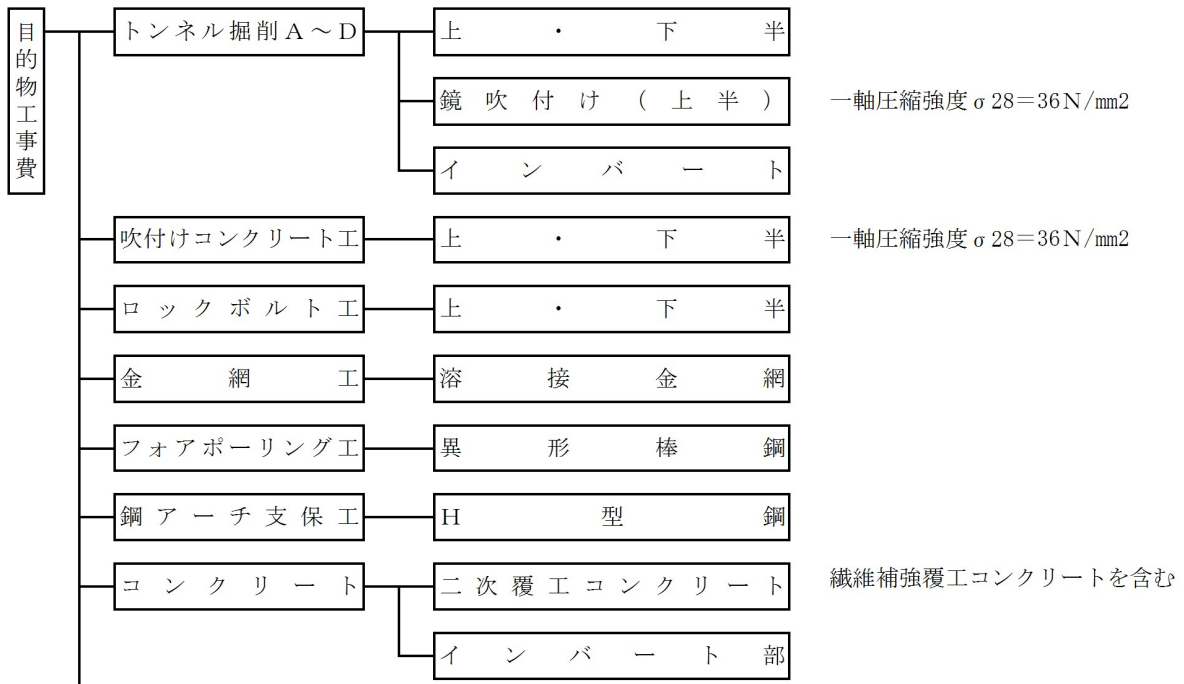 目的物工事費
トンネル掘削A～D
上・下半
鏡吹付け(上半)
一軸圧縮強度σ28＝36N/mm2
インバート
吹付けコンクリート工
上・下半
一軸圧縮強度σ28＝36N/mm2
ロックボルト工
上・下半
金網工
溶接金網
フォアポーリング工
異形棒鋼
鋼アーチ支保工
H型鋼
コンクリート
二次覆工コンクリート
繊維補強覆工コンクリートを含む
インバート部